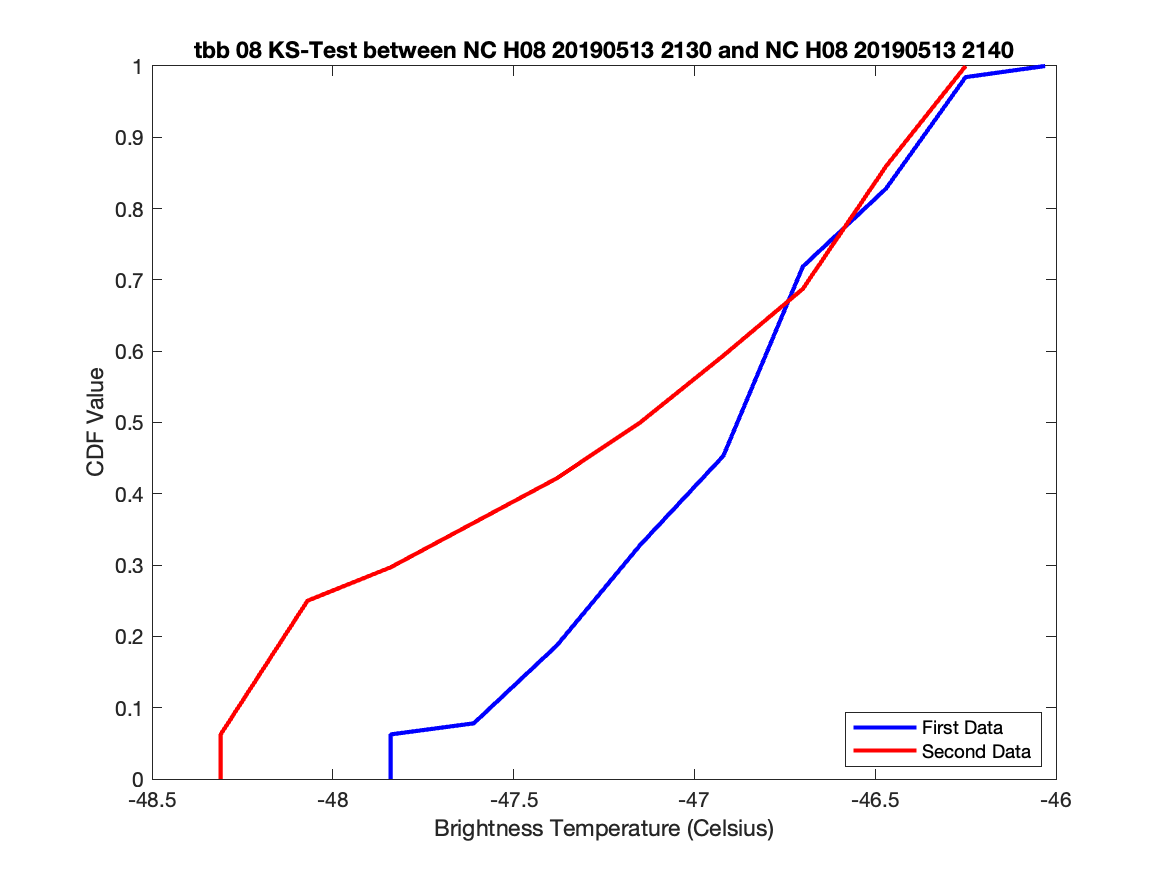 tbb 08 KS-Test between NC H08 20190513 2130 and NC H08 20190513 2140
1
0.9
0.8
0.7
0.6
0.5
0.4
0.3
0.2
0.1
0
CDF Value
First Data
Second Data
-48.5 -48 -47.5 -47 -46.5 -46
Brightness Temperature (Celsius)